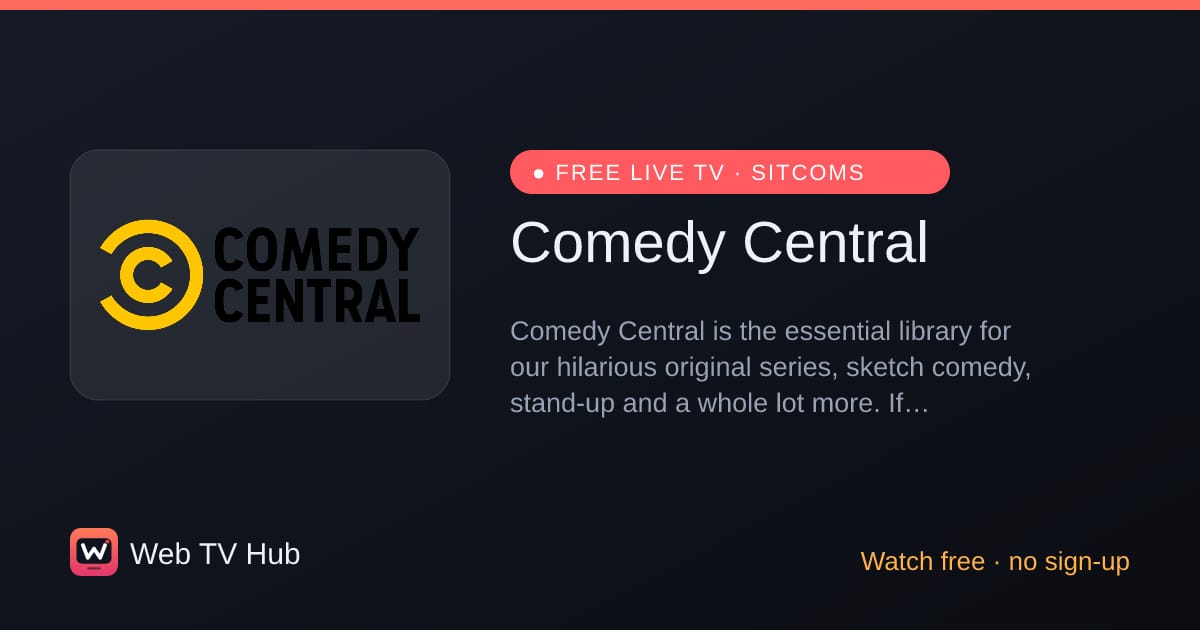 COMEDY
CENTRAL
● FREE LIVE TV · SITCOMS
Comedy Central
Comedy Central is the essential library for
our hilarious original series, sketch comedy,
stand-up and a whole lot more. If…
W
Web TV Hub
Watch free · no sign-up